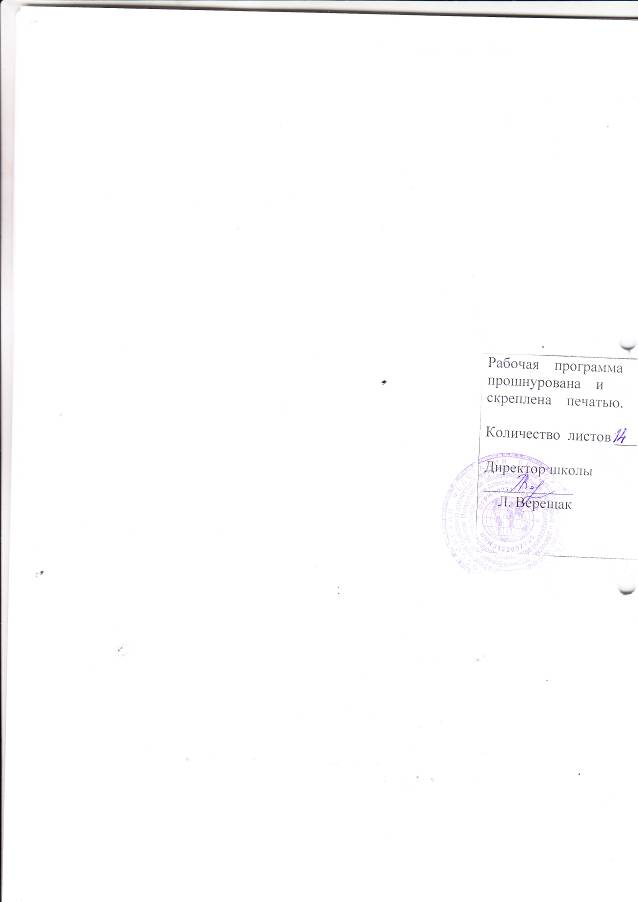 Рабочая программа
прошнурована и
скреплена печатью.
Количество листов 14
Директор школы
Л. Верещак